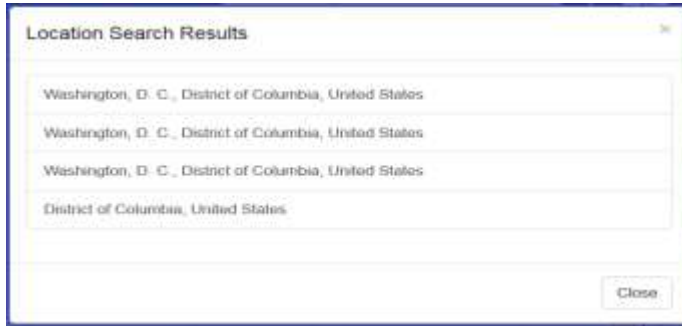 Location Search Results
×
Washington, D. C., District of Columbia, United States
Washington, D. C., District of Columbia, United States
Washington, D. C., District of Columbia, United States
District of Columbia, United States
Close